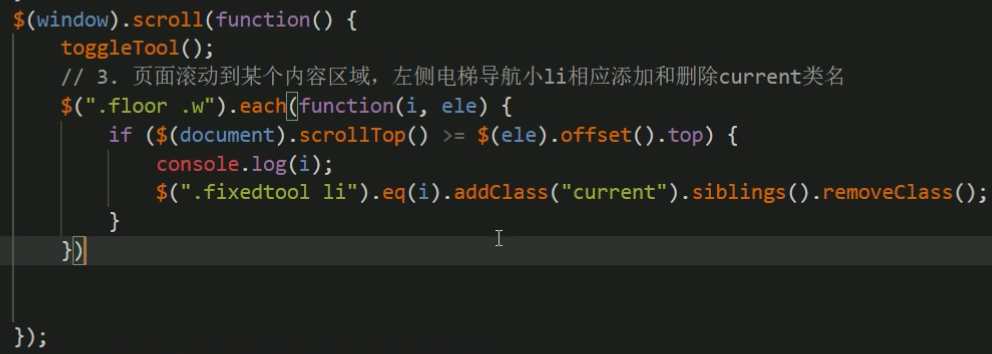 $(window).scroll(function() {
toggleTool();
// 3. 页面滚动到某个内容区域，左侧电梯导航小li相应添加和删除current类名
$(".floor .w").each(function(i, ele) {
if ($(document).scrollTop() >= $(ele).offset().top) {
console.log(i);
$(".fixedtool li").eq(i).addClass("current").siblings().removeClass();
}
})
});